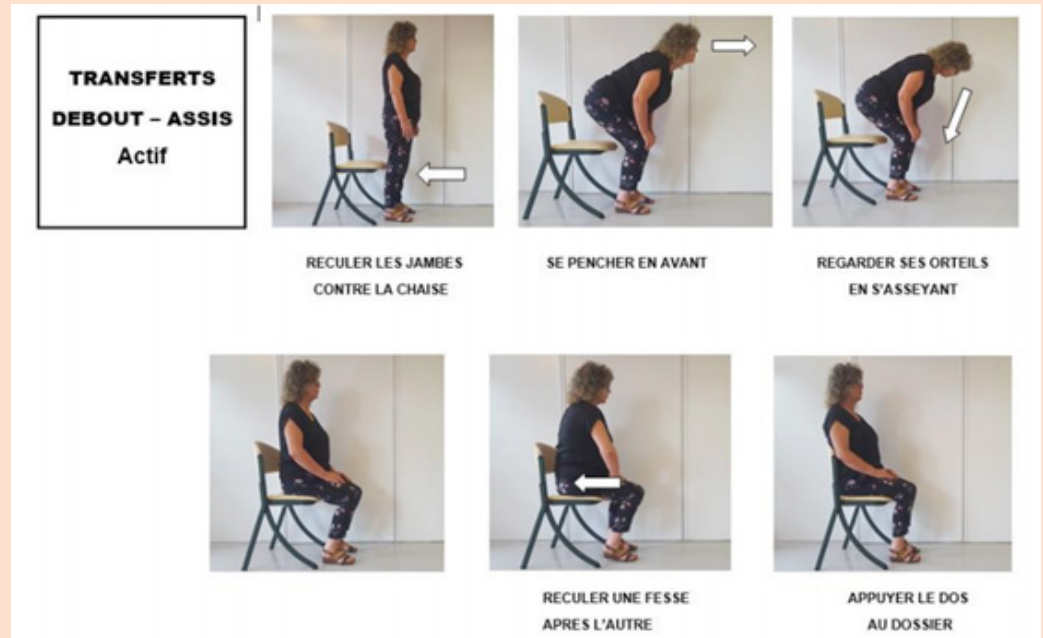 TRANSFERTS
DEBOUT – ASSIS
Actif
RECULER LES JAMBES
CONTRE LA CHAISE
SE PENCHER EN AVANT
REGARDER SES ORTEILS
EN S'ASSEYANT
RECULER UNE FESSE
APRES L'AUTRE
APPUYER LE DOS
AU DOSSIER